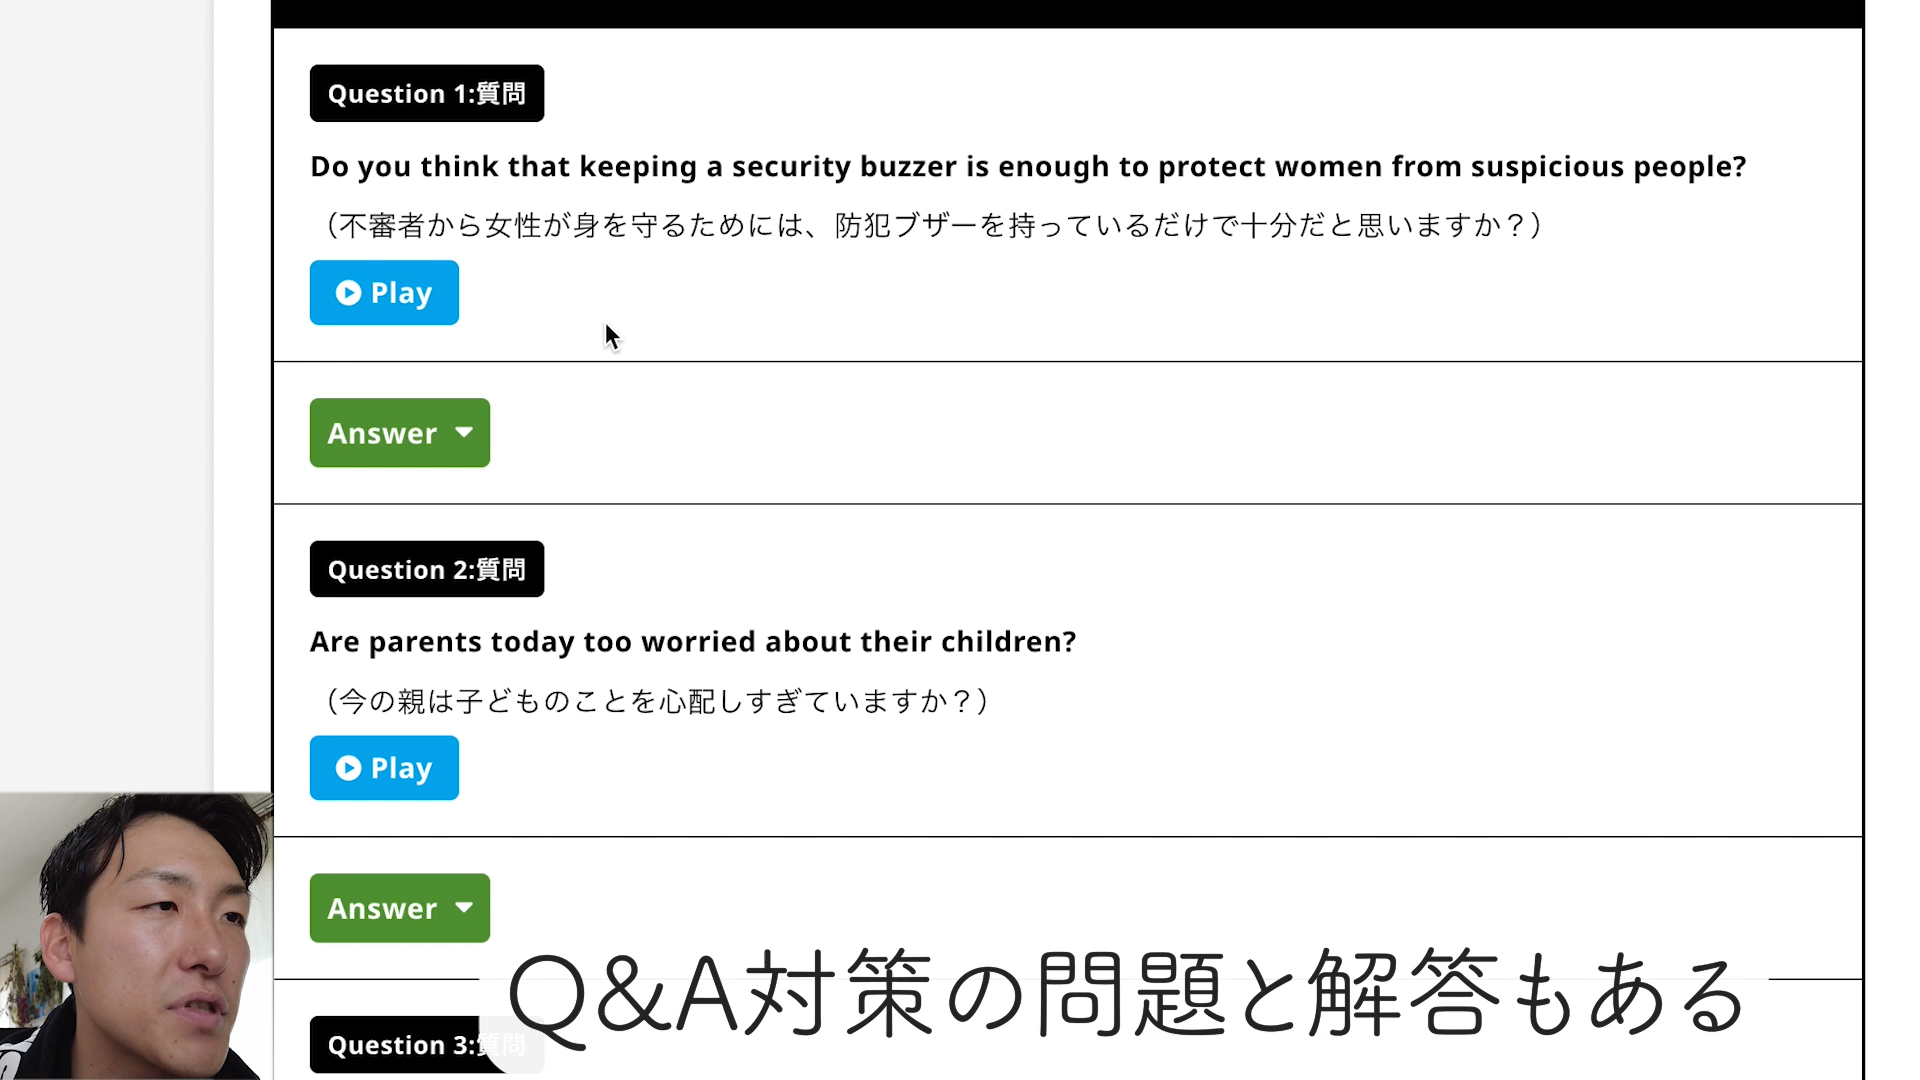 Question 1:質問
Do you think that keeping a security buzzer is enough to protect women from suspicious people?
（不審者から女性が身を守るためには、防犯ブザーを持っているだけで十分だと思いますか？）
Play
Answer
Question 2:質問
Are parents today too worried about their children?
（今の親は子どものことを心配しすぎていますか？）
Play
Answer
Q&A対策の問題と解答もある
Question 3:質問